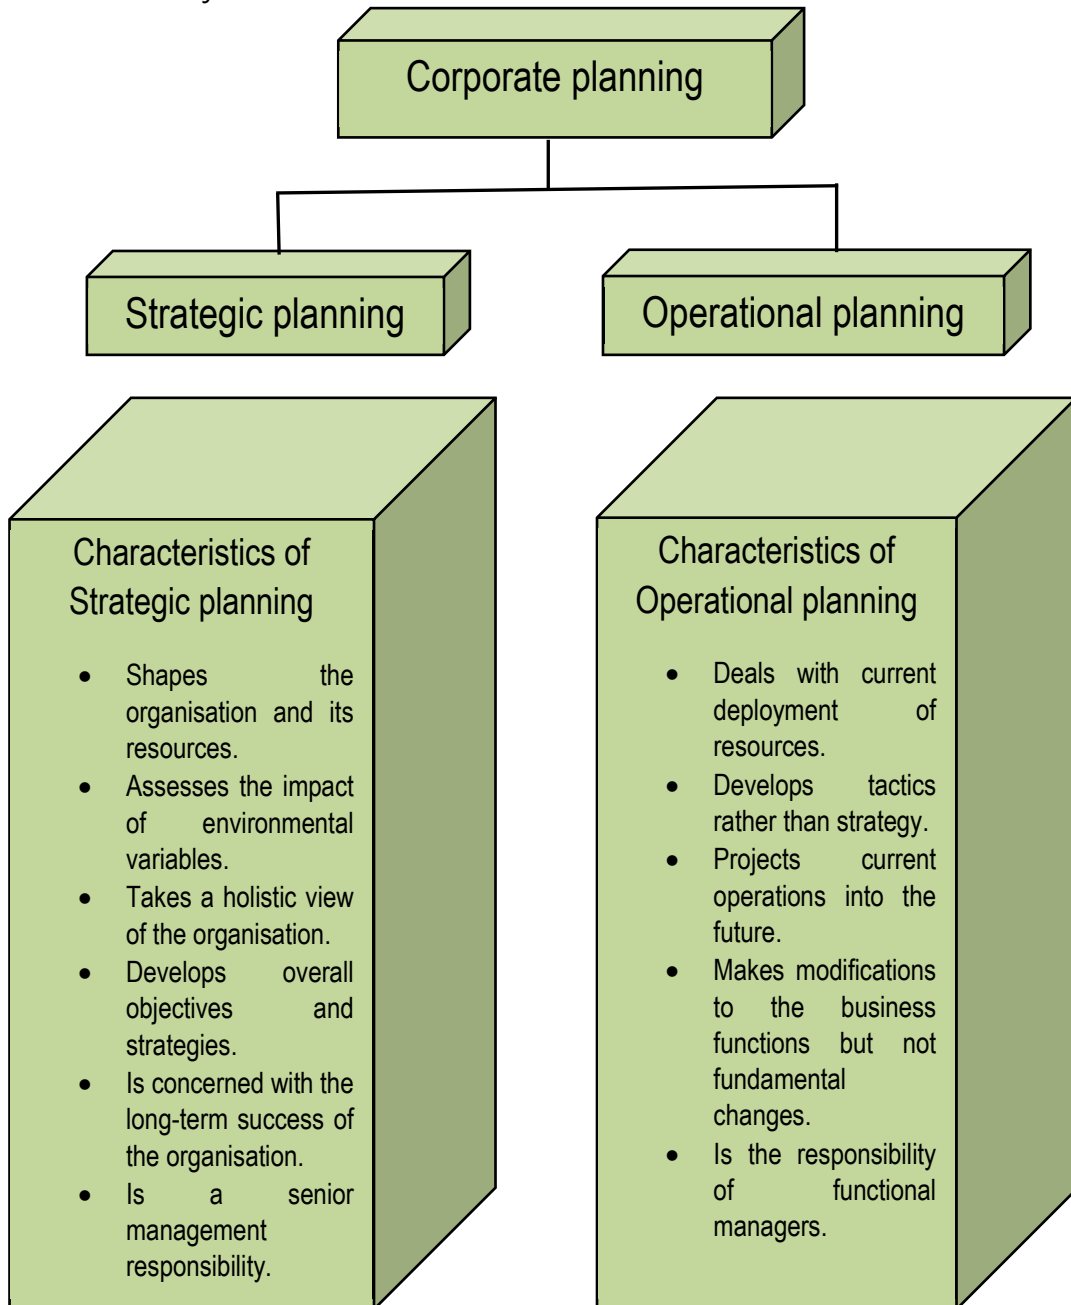 Corporate planning
Strategic planning
Operational planning
Characteristics of
Strategic planning
• Shapes the
organisation and its
resources.
• Assesses the impact
of environmental
variables.
• Takes a holistic view
of the organisation.
• Develops overall
objectives and
strategies.
• Is concerned with the
long-term success of
the organisation.
• Is a senior
management
responsibility.
Characteristics of
Operational planning
• Deals with current
deployment of
resources.
• Develops tactics
rather than strategy.
• Projects current
operations into the
future.
• Makes modifications
to the business
functions but not
fundamental
changes.
• Is the responsibility
of functional
managers.